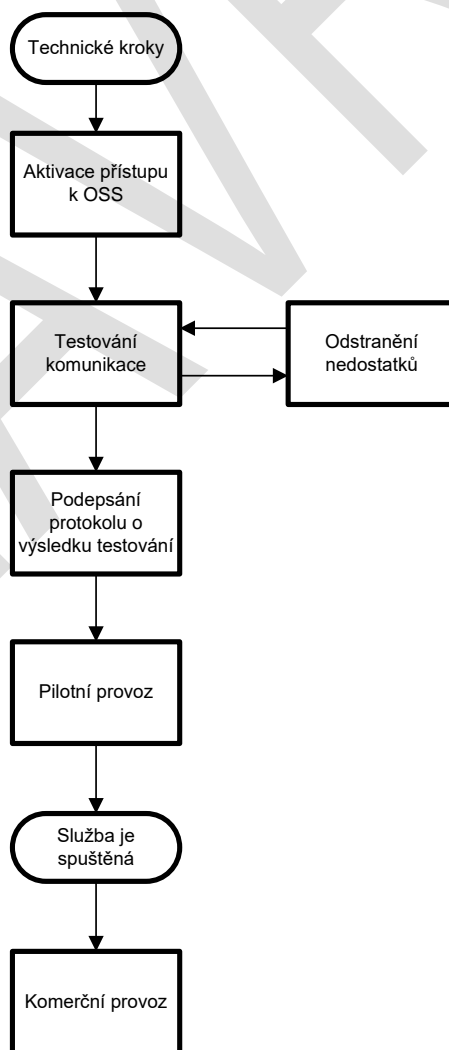 Technické kroky
Aktivace přístupu
k OSS
Testování
komunikace
Odstranění
nedostatků
Podepsání
protokolu o
výsledku testování
Pilotní provoz
Služba je
spuštěná
Komerční provoz